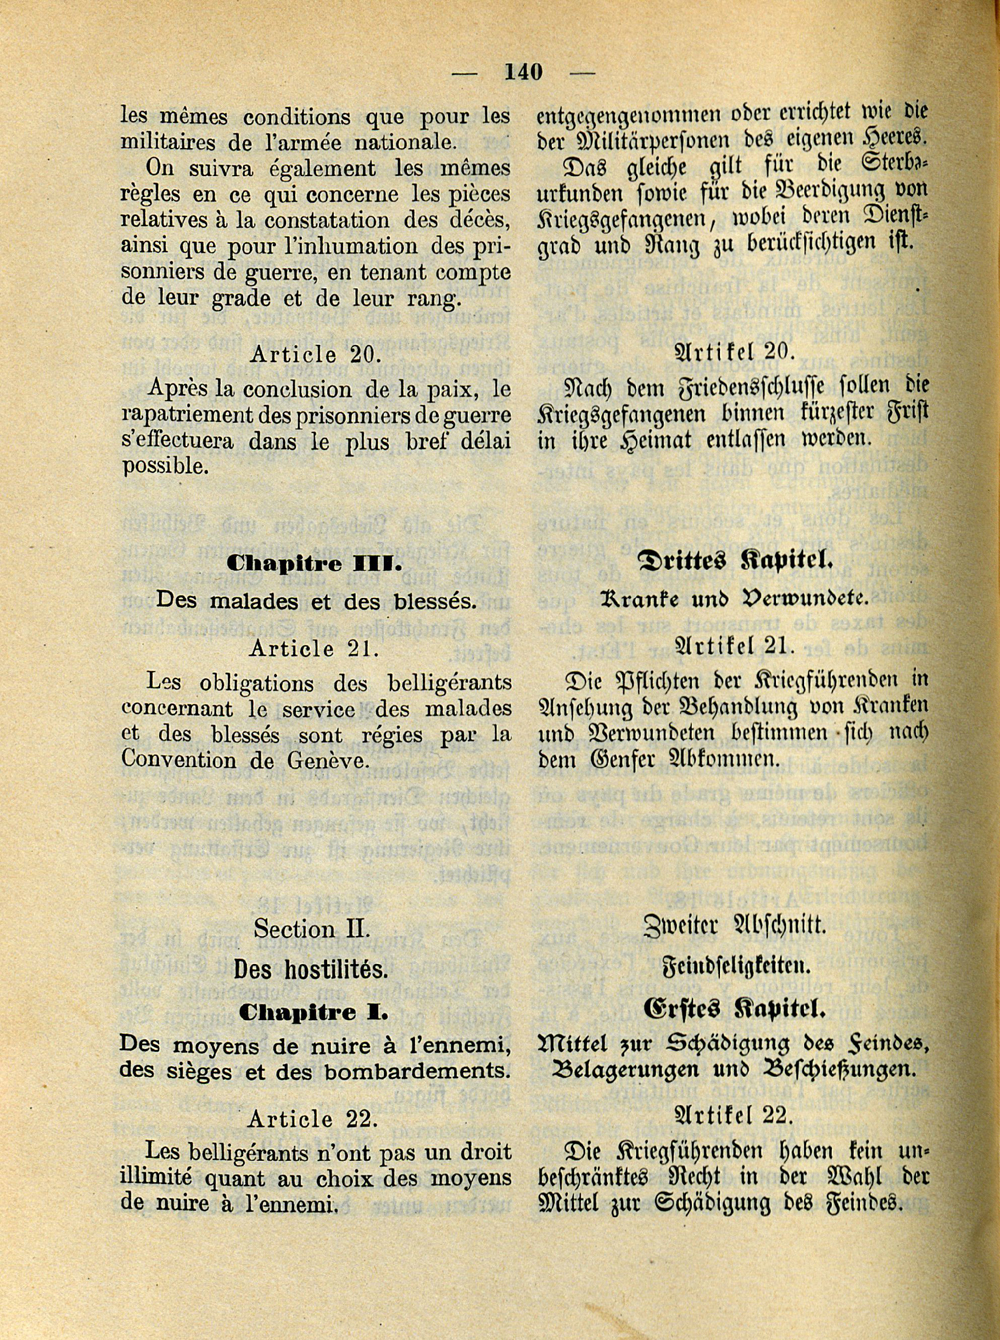 — 140 —
les mêmes conditions que pour les
militaires de l'armée nationale.
On suivra également les mêmes
règles en ce qui concerne les pièces
relatives à la constatation des décès,
ainsi que pour l'inhumation des pri-
sonniers de guerre, en tenant compte
de leur grade et de leur rang.
Article 20.
Après la conclusion de la paix, le
rapatriement des prisonniers de guerre
s'effectuera dans le plus bref délai
possible.
Chapitre III.
Des malades et des blessés.
Article 21.
Les obligations des belligérants
concernant le service des malades
et des blessés sont régies par la
Convention de Genève.
Section II.
Des hostilités.
Chapitre I.
Des moyens de nuire à l'ennemi,
des sièges et des bombardements.
Article 22.
Les belligérants n'ont pas un droit
illimité quant au choix des moyens
de nuire à l'ennemi.
entgegengenommen oder errichtet wie die
der Militärpersonen des eigenen Heeres.
Das gleiche gilt für die Sterbe-
urkunden sowie für die Beerdigung von
Kriegsgefangenen, wobei deren Dienst-
grad und Rang zu berücksichtigen ist.
Artikel 20.
Nach dem Friedensschlusse sollen die
Kriegsgefangenen binnen kürzester Frist
in ihre Heimat entlassen werden.
Drittes Kapitel.
Kranke und Verwundete.
Artikel 21.
Die Pflichten der Kriegführenden in
Ansehung der Behandlung von Kranken
und Verwundeten bestimmen sich nach
dem Genfer Abkommen.
Zweiter Abschnitt.
Feindseligkeiten.
Erstes Kapitel.
Mittel zur Schädigung des Feindes,
Belagerungen und Beschießungen.
Artikel 22.
Die Kriegführenden haben kein un-
beschränktes Recht in der Wahl der
Mittel zur Schädigung des Feindes.